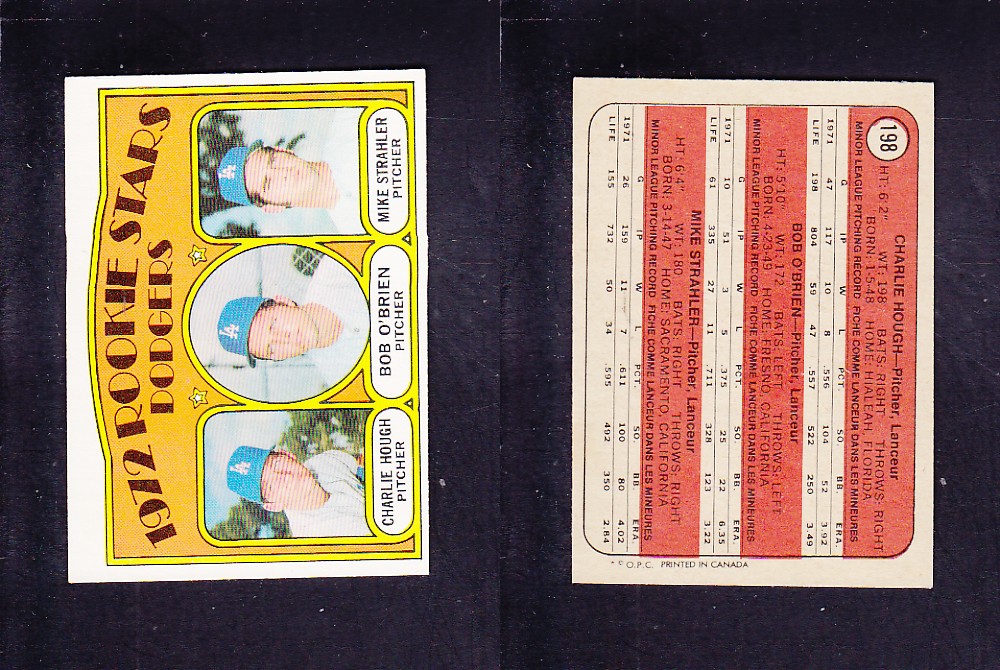 1972 ROOKIE STARS
DODGERS
CHARLIE HOUGH
PITCHER
BOB O'BRIEN
PITCHER
MIKE STRAHLER
PITCHER
198
CHARLIE HOUGH—Pitcher, Lanceur
HT: 6'2" WT: 198 BATS: RIGHT THROWS: RIGHT
BORN: 1-5-48 HOME: HIALEAH, FLORIDA
MINOR LEAGUE PITCHING RECORD FICHE COMME LANCEUR DANS LES MINEURES
G IP W L PCT. SO. BB. ERA.
1971 47 117 10 8 .556 104 52 3.92
LIFE 198 804 59 47 .557 522 250 3.49
BOB O'BRIEN—Pitcher, Lanceur
HT: 5'10" WT: 172 BATS: LEFT THROWS: LEFT
BORN: 4-23-49 HOME: FRESNO, CALIFORNIA
MINOR LEAGUE PITCHING RECORD FICHE COMME LANCEUR DANS LES MINEURES
G IP W L PCT. SO. BB. ERA.
1971 10 51 3 5 .375 25 22 6.35
LIFE 61 335 27 11 .711 328 123 3.22
MIKE STRAHLER—Pitcher, Lanceur
HT: 6'4" WT: 180 BATS: RIGHT THROWS: RIGHT
BORN: 3-14-47 HOME: SACRAMENTO, CALIFORNIA
MINOR LEAGUE PITCHING RECORD FICHE COMME LANCEUR DANS LES MINEURES
G IP W L PCT. SO. BB. ERA.
1971 26 159 11 7 .611 100 80 4.02
LIFE 155 732 50 34 .595 492 350 2.84
* © O.P.C. PRINTED IN CANADA